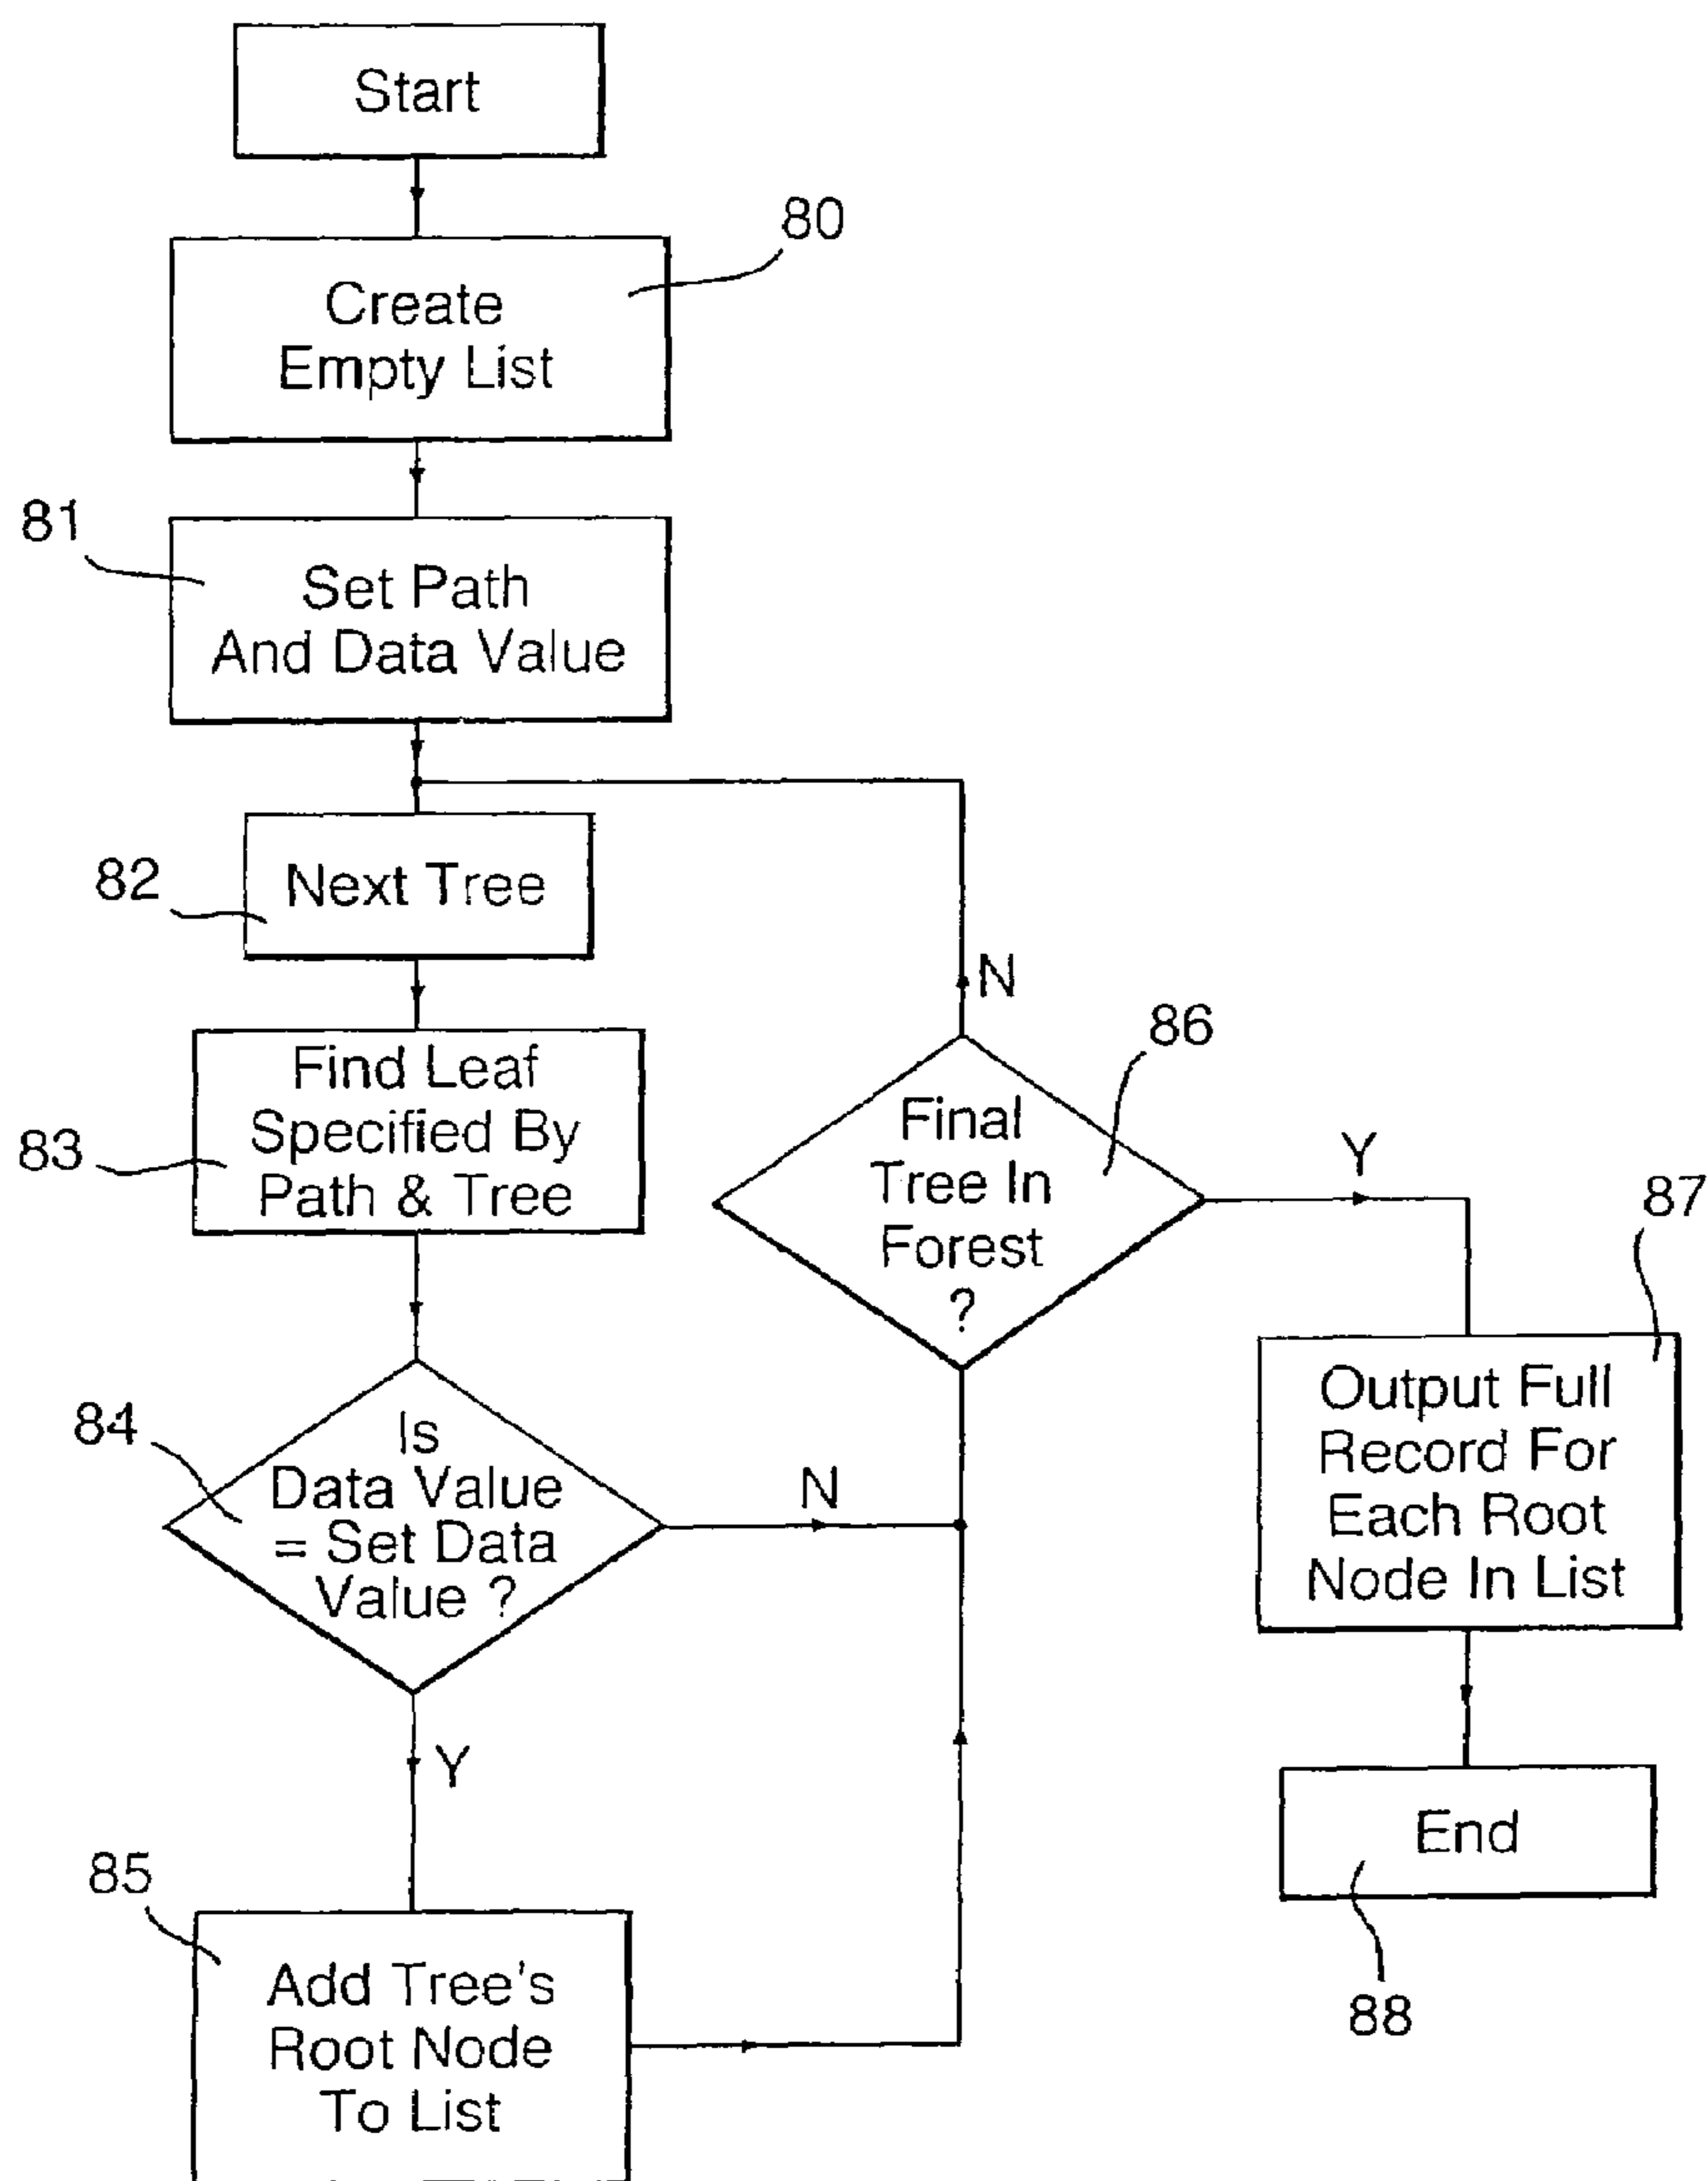 Start
80
Create
Empty List
81
Set Path
And Data Value
82
Next Tree
83
Find Leaf
Specified By
Path & Tree
84
Is
Data Value
= Set Data
Value ?
N
Y
85
Add Tree's
Root Node
To List
86
Final
Tree In
Forest
?
N
Y
87
Output Full
Record For
Each Root
Node In List
End
88